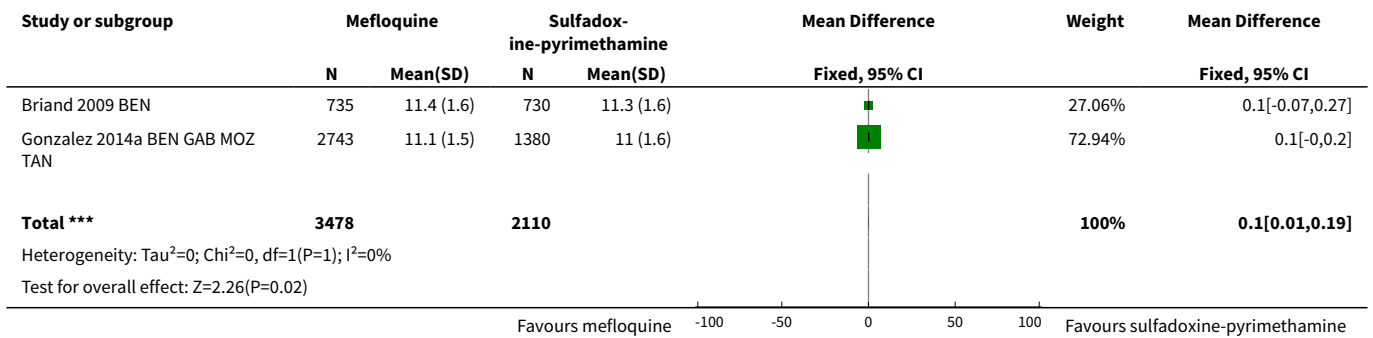 Study or subgroup Mefloquine Sulfadox- Mean Difference Weight Mean Difference
ine-pyrimethamine
N Mean(SD) N Mean(SD) Fixed, 95% CI Fixed, 95% CI
Briand 2009 BEN 735 11.4 (1.6) 730 11.3 (1.6) 27.06% 0.1[-0.07,0.27]
Gonzalez 2014a BEN GAB MOZ 2743 11.1 (1.5) 1380 11 (1.6) 72.94% 0.1[-0,0.2]
TAN
Total *** 3478 2110 100% 0.1[0.01,0.19]
Heterogeneity: Tau²=0; Chi²=0, df=1(P=1); I²=0%
Test for overall effect: Z=2.26(P=0.02)
Favours mefloquine -100 -50 0 50 100 Favours sulfadoxine-pyrimethamine